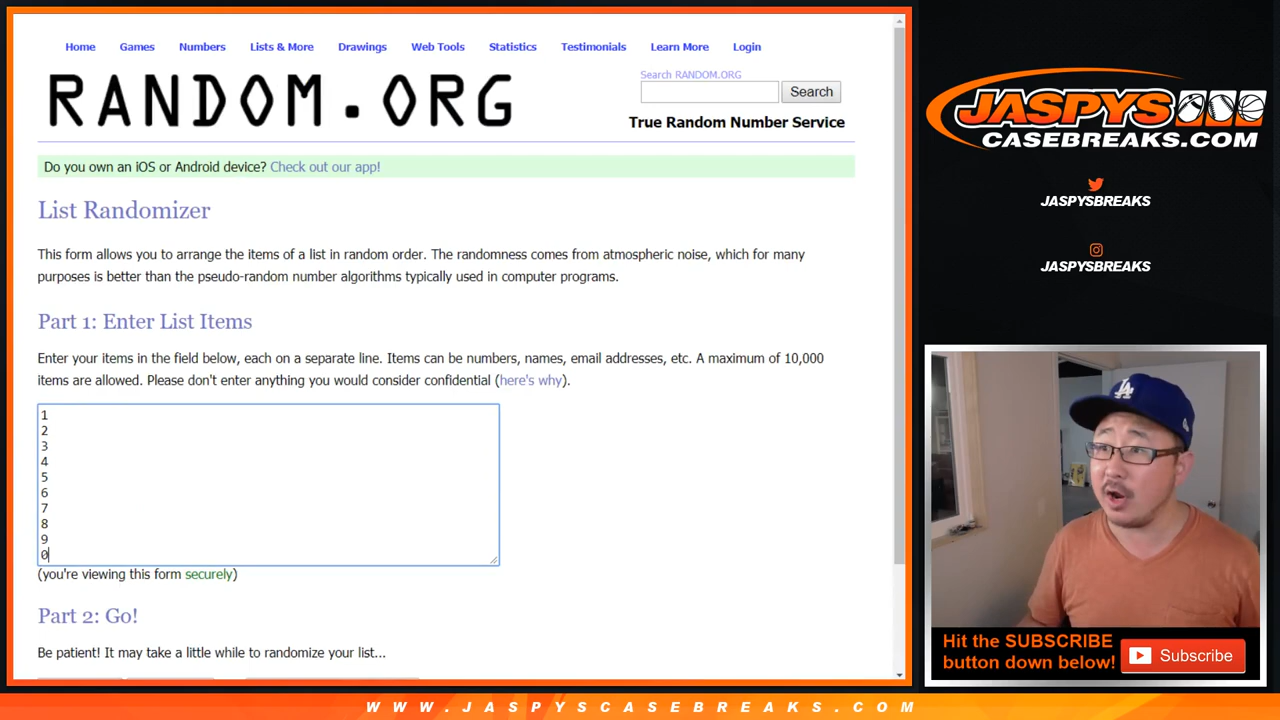 Home Games Numbers Lists & More Drawings Web Tools Statistics Testimonials Learn More Login
RANDOM.ORG
Search RANDOM.ORG
Search
True Random Number Service
Do you own an iOS or Android device? Check out our app!
List Randomizer
This form allows you to arrange the items of a list in random order. The randomness comes from atmospheric noise, which for many
purposes is better than the pseudo-random number algorithms typically used in computer programs.
Part 1: Enter List Items
Enter your items in the field below, each on a separate line. Items can be numbers, names, email addresses, etc. A maximum of 10,000
items are allowed. Please don't enter anything you would consider confidential (here's why).
1
2
3
4
5
6
7
8
9
0
(you're viewing this form securely)
Part 2: Go!
Be patient! It may take a little while to randomize your list...
JASPYS
CASEBREAKS.COM
JASPYSBREAKS
JASPYSBREAKS
LA
Hit the SUBSCRIBE
button down below!
Subscribe
WWW.JASPYSCASEBREAKS.COM